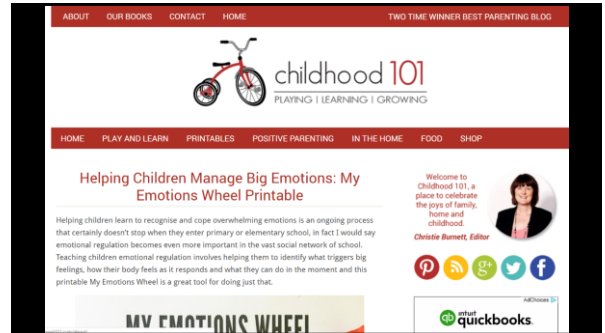 ABOUT OUR BOOKS CONTACT HOME TWO TIME WINNER BEST PARENTING BLOG
childhood 101
PLAYING | LEARNING | GROWING
HOME PLAY AND LEARN PRINTABLES POSITIVE PARENTING IN THE HOME FOOD SHOP
Helping Children Manage Big Emotions: My
Emotions Wheel Printable
Helping children learn to recognise and cope overwhelming emotions is an ongoing process
that certainly doesn't stop when they enter primary or elementary school, in fact I would say
emotional regulation becomes even more important in the vast social network of school.
Teaching children emotional regulation involves helping them to identify what triggers big
feelings, how their body feels as it responds and what they can do in the moment and this
printable My Emotions Wheel is a great tool for doing just that.
MY EMOTIONS WHEEL
Welcome to
Childhood 101, a
place to celebrate
the joys of family,
home and
childhood.
Christie Burnett, Editor
g+
f
AdChoices
intuit
quickbooks.